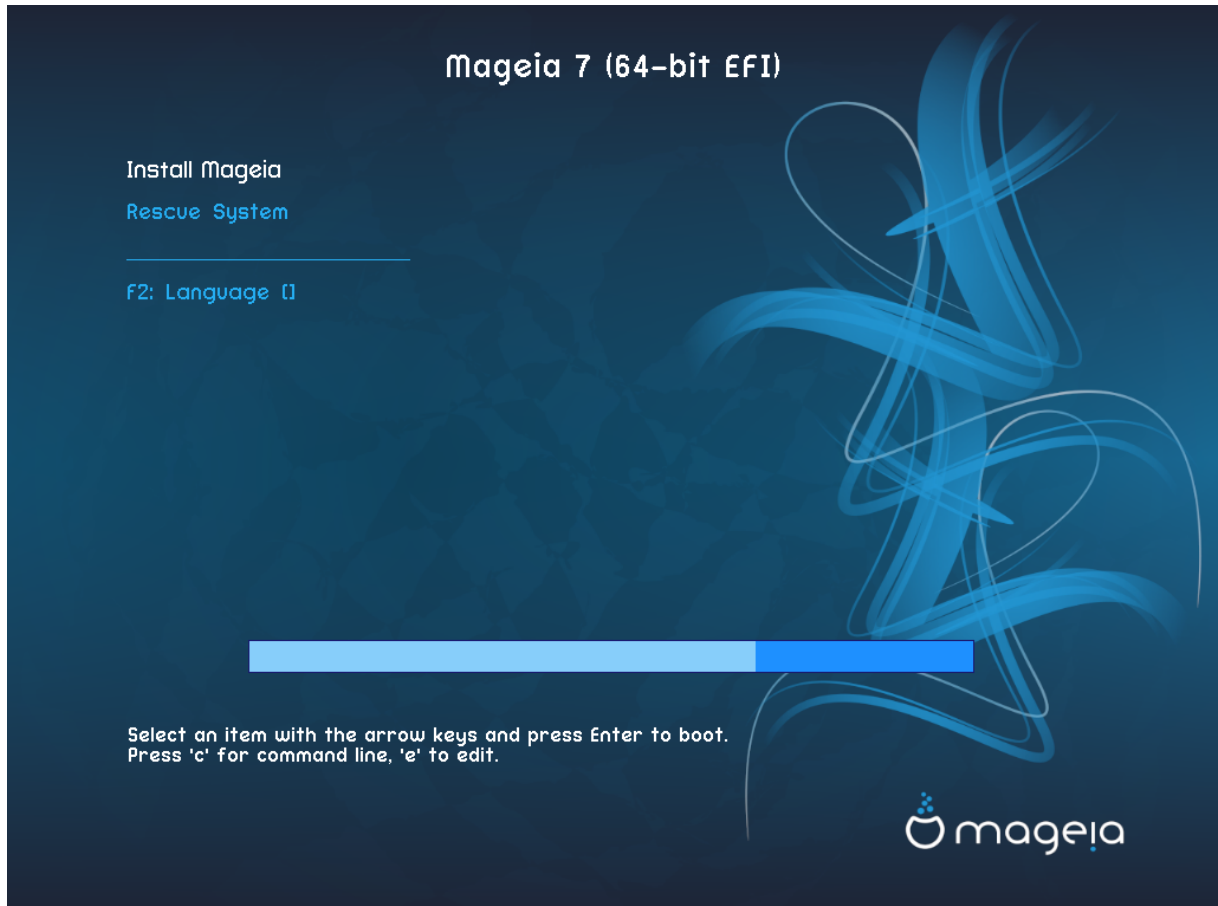 Mageia 7 (64-bit EFI)
Install Mageia
Rescue System
F2: Language []
Select an item with the arrow keys and press Enter to boot.
Press 'c' for command line, 'e' to edit.
mageia